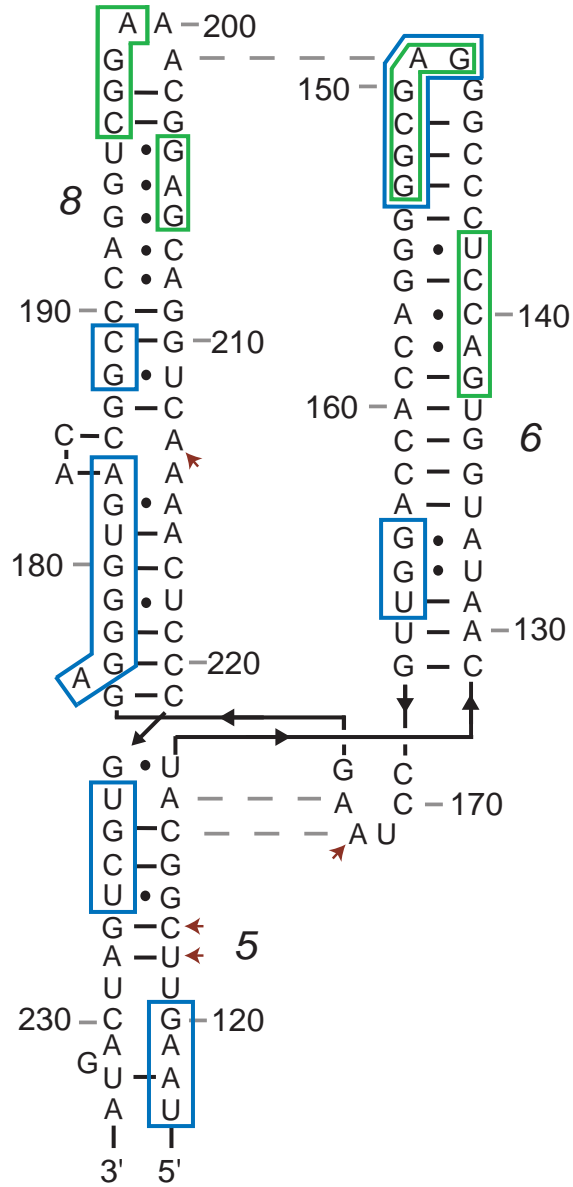 A A 200
G A A G
G C 150 G G
C G C G
U G G C
8 G A G C
G G G C
A C G U
C A G C
190 C G A C 140
C G 210 C A
G U C G
G C 160 A U
C C A C G 6
A A A C G
G A A U
U A G A
180 G C G U
G U U A
G C U A 130
A G C 220 G C
G C
G U G C
U A A C 170
G C A U
C G
U G
G C 5
A U
U U
230 C G 120
A A
G U A
A U
3' 5'